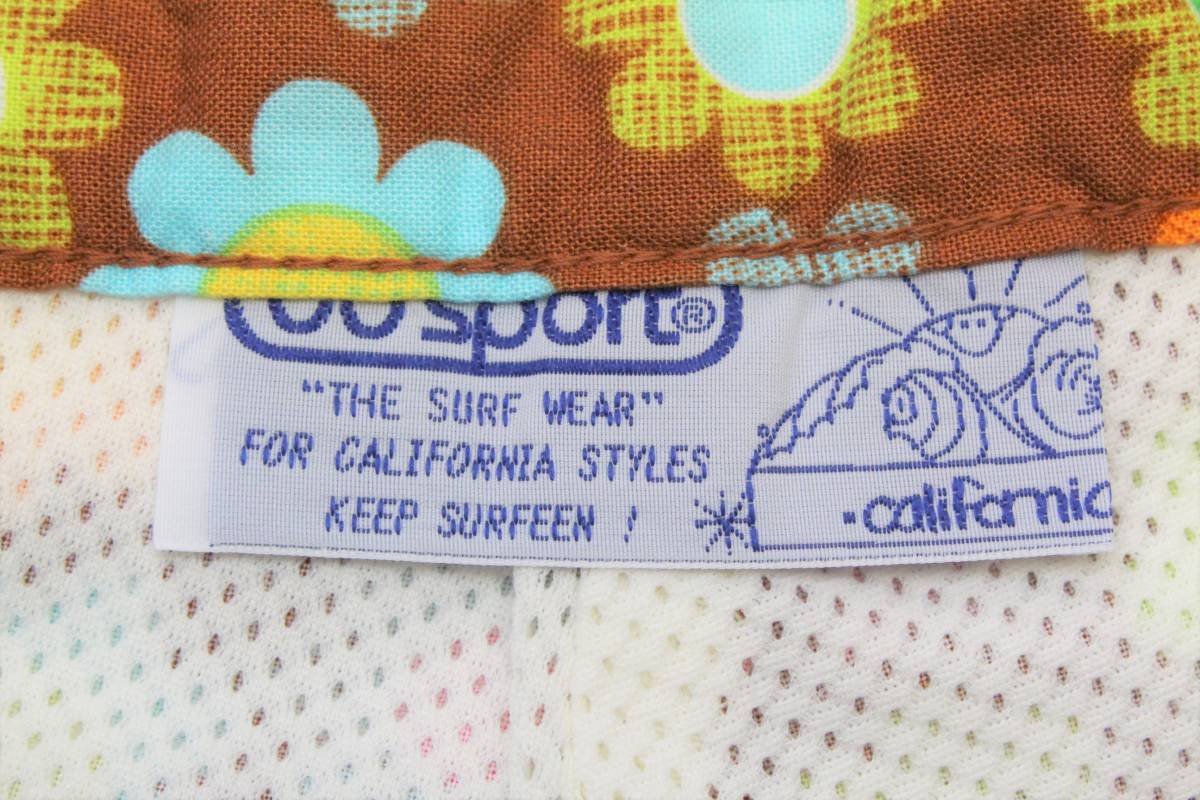 sport®
"THE SURF WEAR"
FOR CALIFORNIA STYLES
KEEP SURFEEN !
california